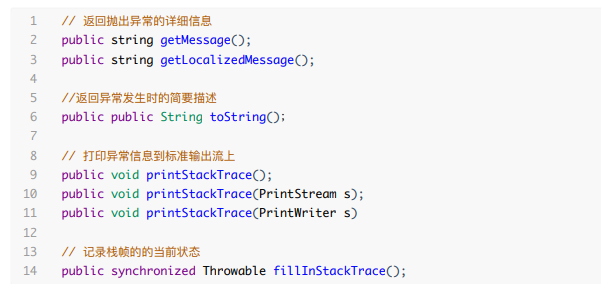 1 // 返回抛出异常的详细信息
2 public string getMessage();
3 public string getLocalizedMessage();
4
5 //返回异常发生时的简要描述
6 public public String toString();
7
8 // 打印异常信息到标准输出流上
9 public void printStackTrace();
10 public void printStackTrace(PrintStream s);
11 public void printStackTrace(PrintWriter s)
12
13 // 记录栈帧的的当前状态
14 public synchronized Throwable fillInStackTrace();